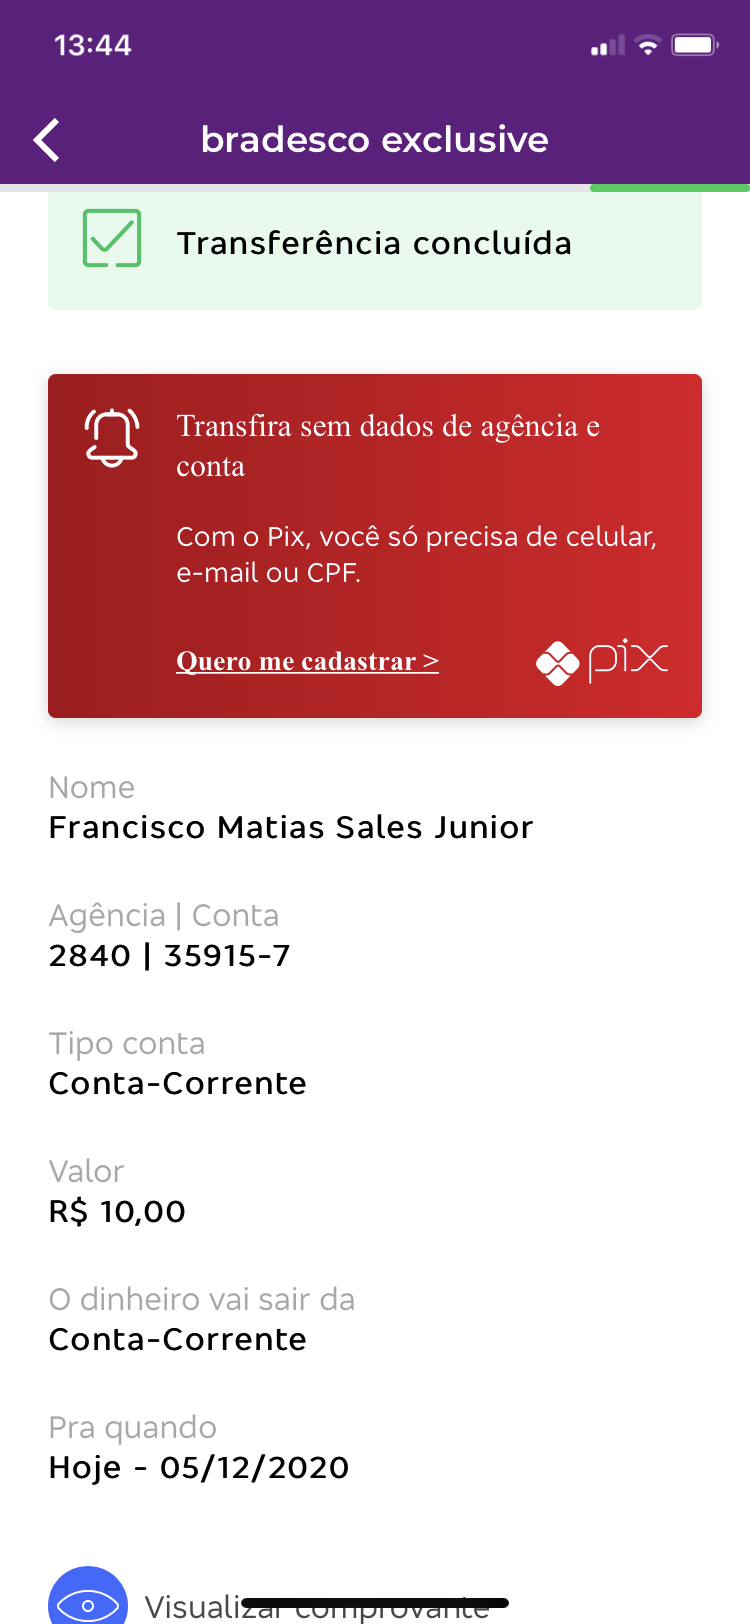 13:44
bradesco exclusive
Transferência concluída
Transfira sem dados de agência e
conta
Com o Pix, você só precisa de celular,
e-mail ou CPF.
Quero me cadastrar >
pix
Nome
Francisco Matias Sales Junior
Agência | Conta
2840 | 35915-7
Tipo conta
Conta-Corrente
Valor
R$ 10,00
O dinheiro vai sair da
Conta-Corrente
Pra quando
Hoje - 05/12/2020
Visualizar comprovante